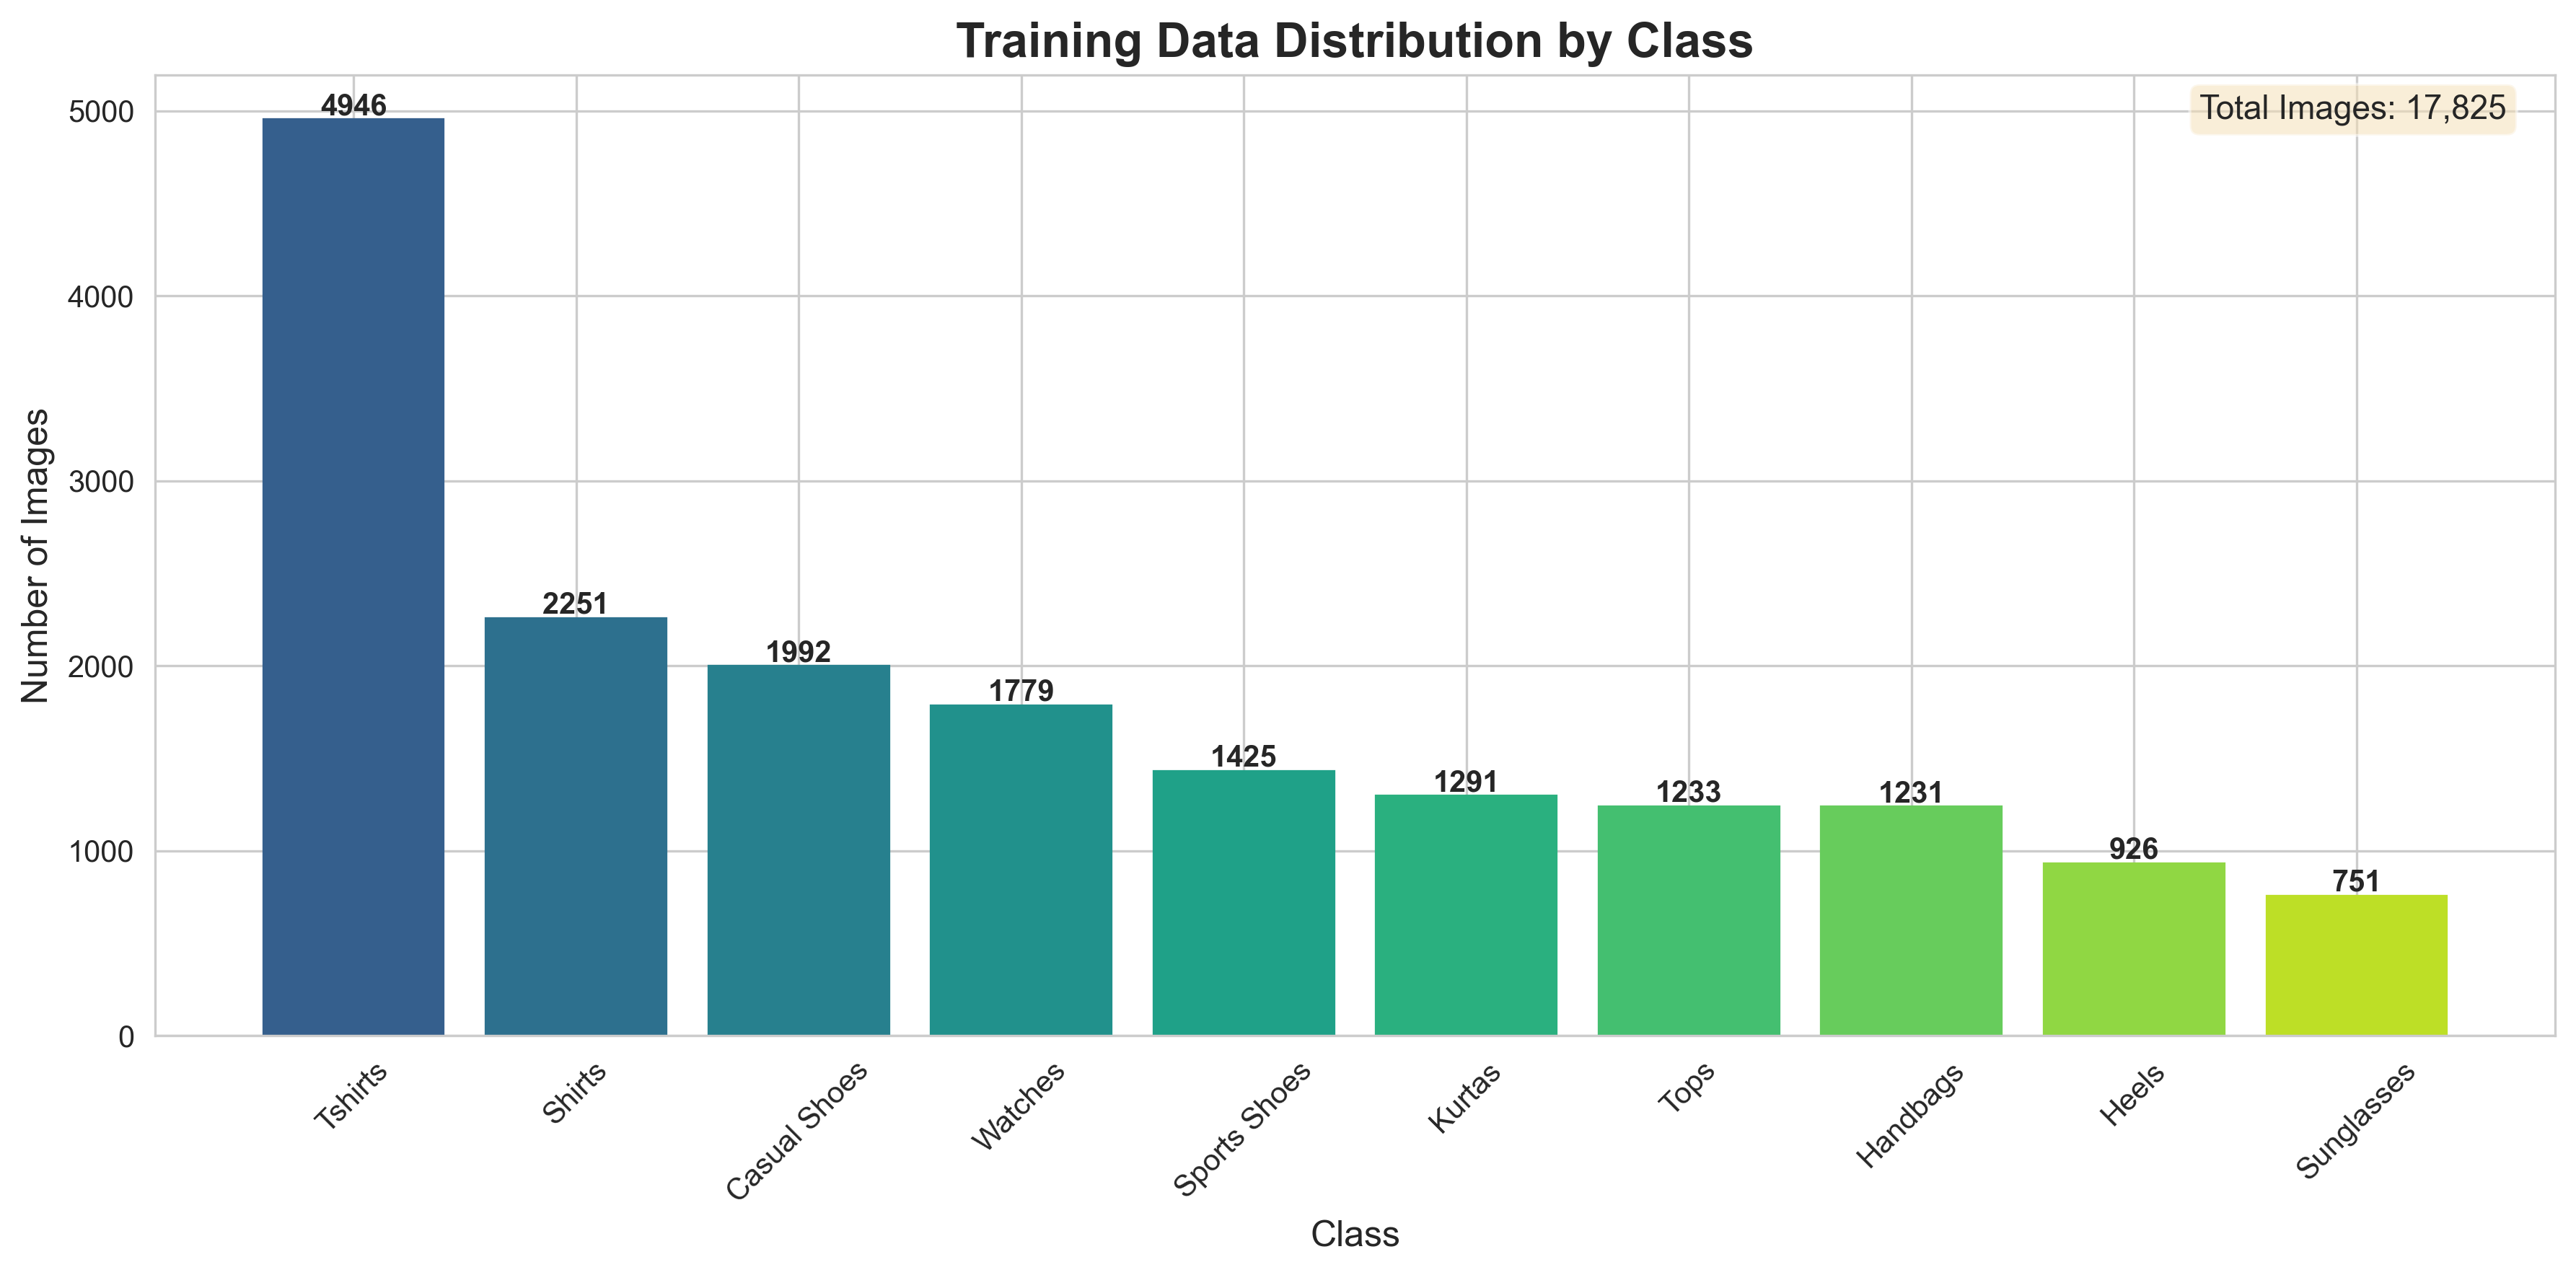 Training Data Distribution by Class
Total Images: 17,825
Number of Images
5000
4000
3000
2000
1000
0
4946
2251
1992
1779
1425
1291
1233
1231
926
751
Tshirts
Shirts
Casual Shoes
Watches
Sports Shoes
Kurtas
Tops
Handbags
Heels
Sunglasses
Class